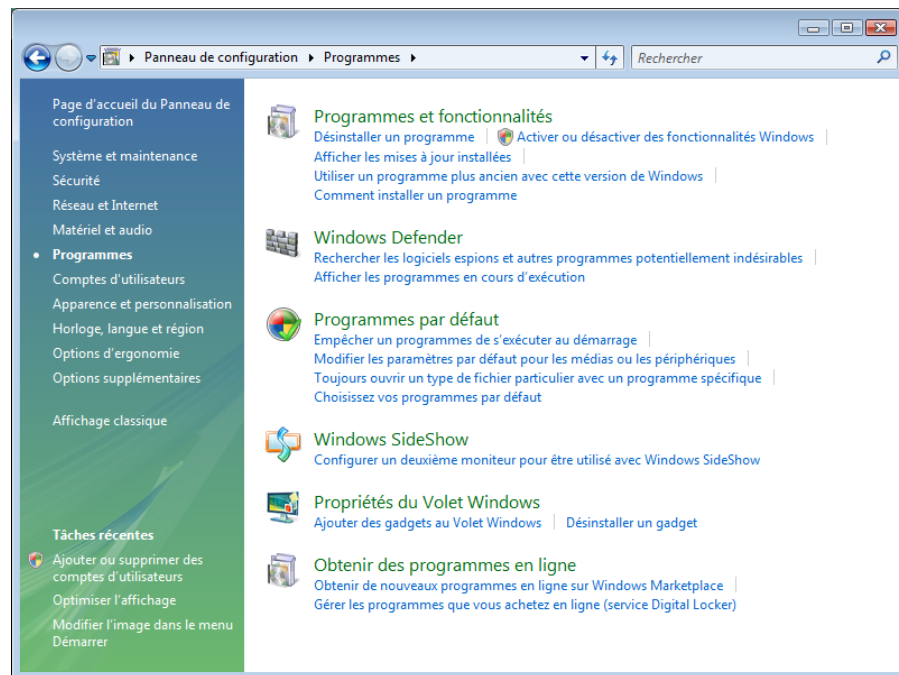 Panneau de configuration
Programmes
Rechercher
Page d'accueil du Panneau de
configuration
Système et maintenance
Sécurité
Réseau et Internet
Matériel et audio
Programmes
Comptes d'utilisateurs
Apparence et personnalisation
Horloge, langue et région
Options d'ergonomie
Options supplémentaires
Affichage classique
Tâches récentes
Ajouter ou supprimer des
comptes d'utilisateurs
Optimiser l'affichage
Modifier l'image dans le menu
Démarrer
Programmes et fonctionnalités
Désinstaller un programme
Activer ou désactiver des fonctionnalités Windows
Afficher les mises à jour installées
Utiliser un programme plus ancien avec cette version de Windows
Comment installer un programme
Windows Defender
Rechercher les logiciels espions et autres programmes potentiellement indésirables
Afficher les programmes en cours d'exécution
Programmes par défaut
Empêcher un programmes de s'exécuter au démarrage
Modifier les paramètres par défaut pour les médias ou les périphériques
Toujours ouvrir un type de fichier particulier avec un programme spécifique
Choisissez vos programmes par défaut
Windows SideShow
Configurer un deuxième moniteur pour être utilisé avec Windows SideShow
Propriétés du Volet Windows
Ajouter des gadgets au Volet Windows
Désinstaller un gadget
Obtenir des programmes en ligne
Obtenir de nouveaux programmes en ligne sur Windows Marketplace
Gérer les programmes que vous achetez en ligne (service Digital Locker)